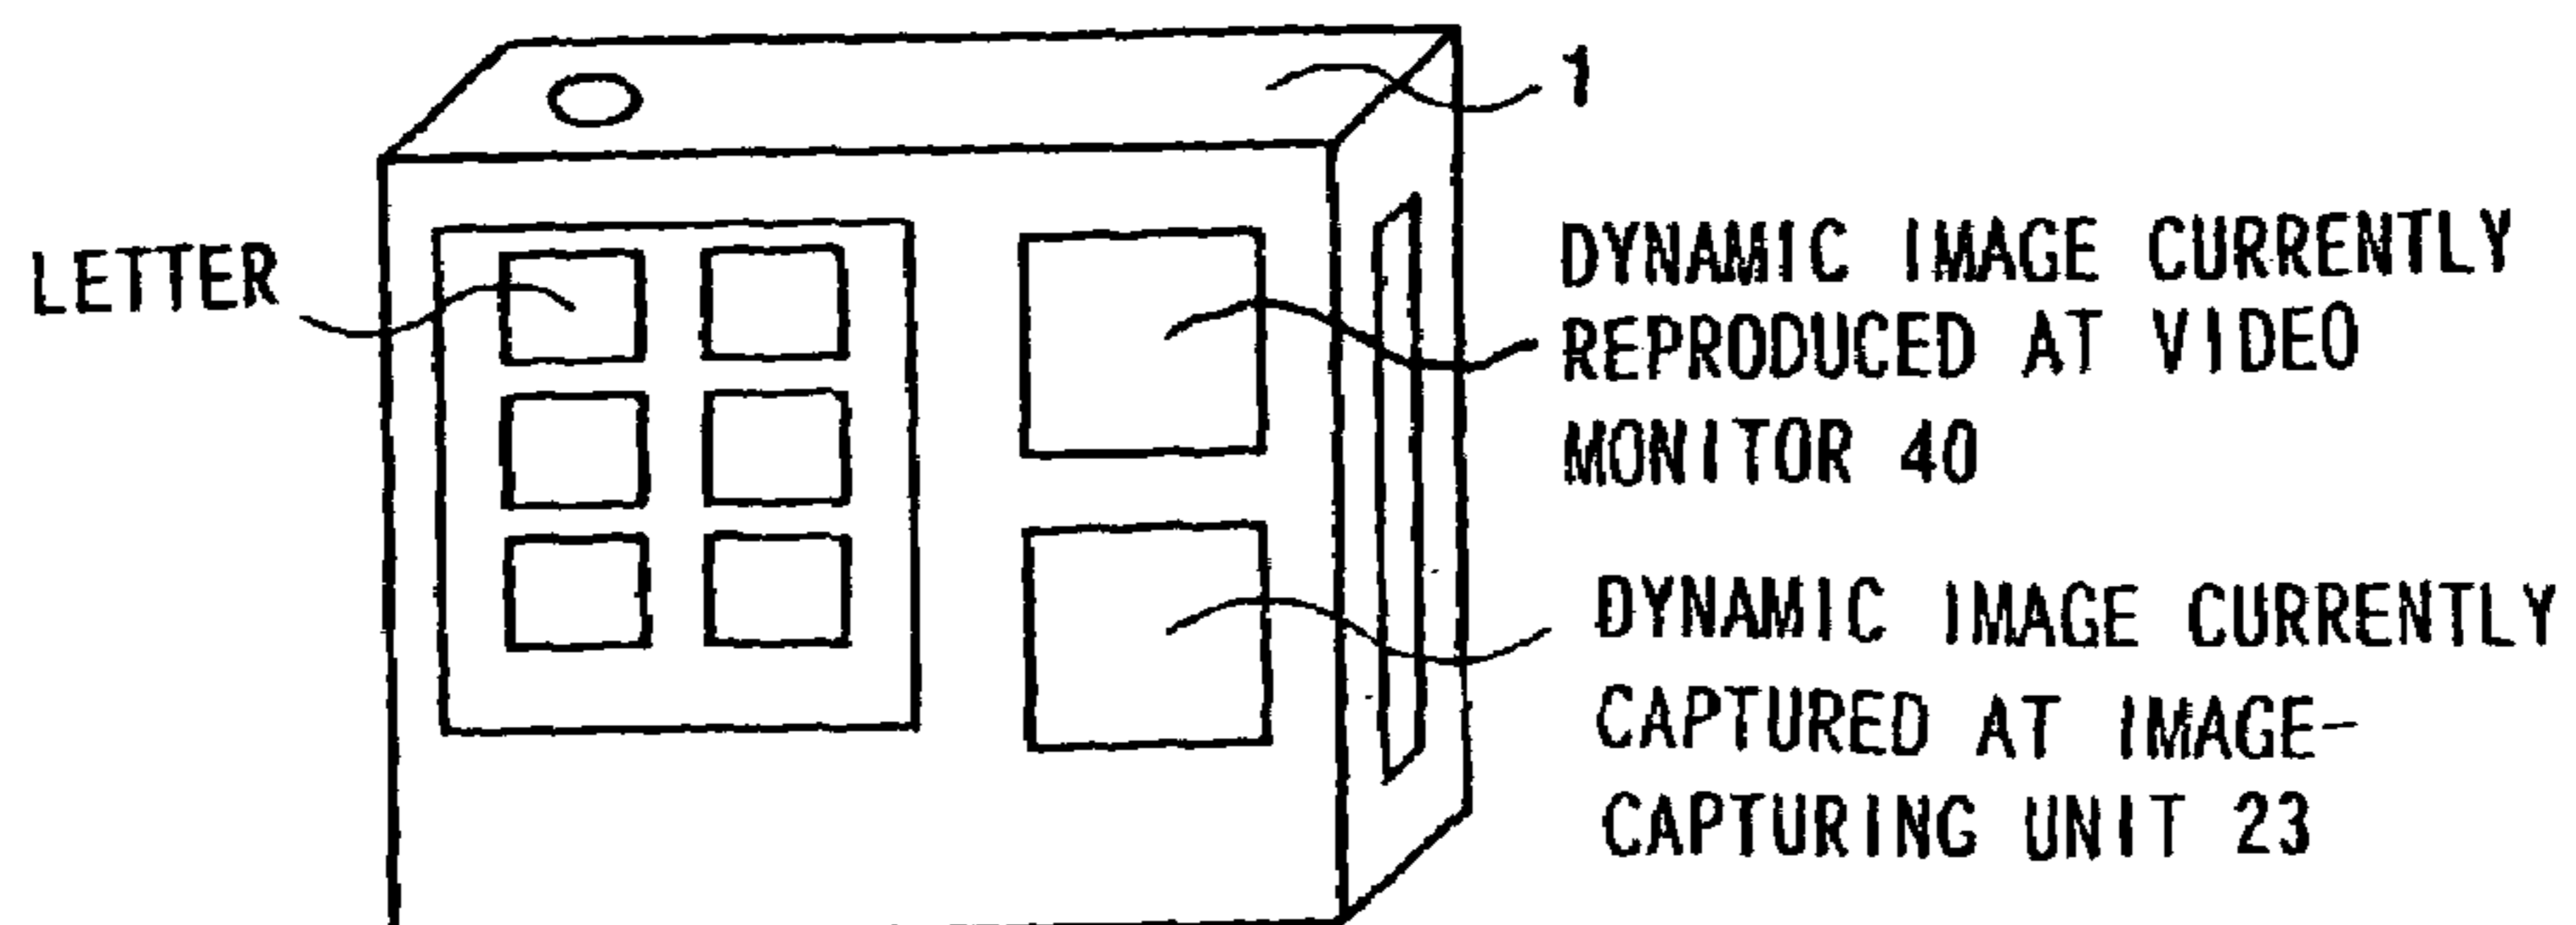 1
LETTER
DYNAMIC IMAGE CURRENTLY
REPRODUCED AT VIDEO
MONITOR 40
DYNAMIC IMAGE CURRENTLY
CAPTURED AT IMAGE-
CAPTURING UNIT 23